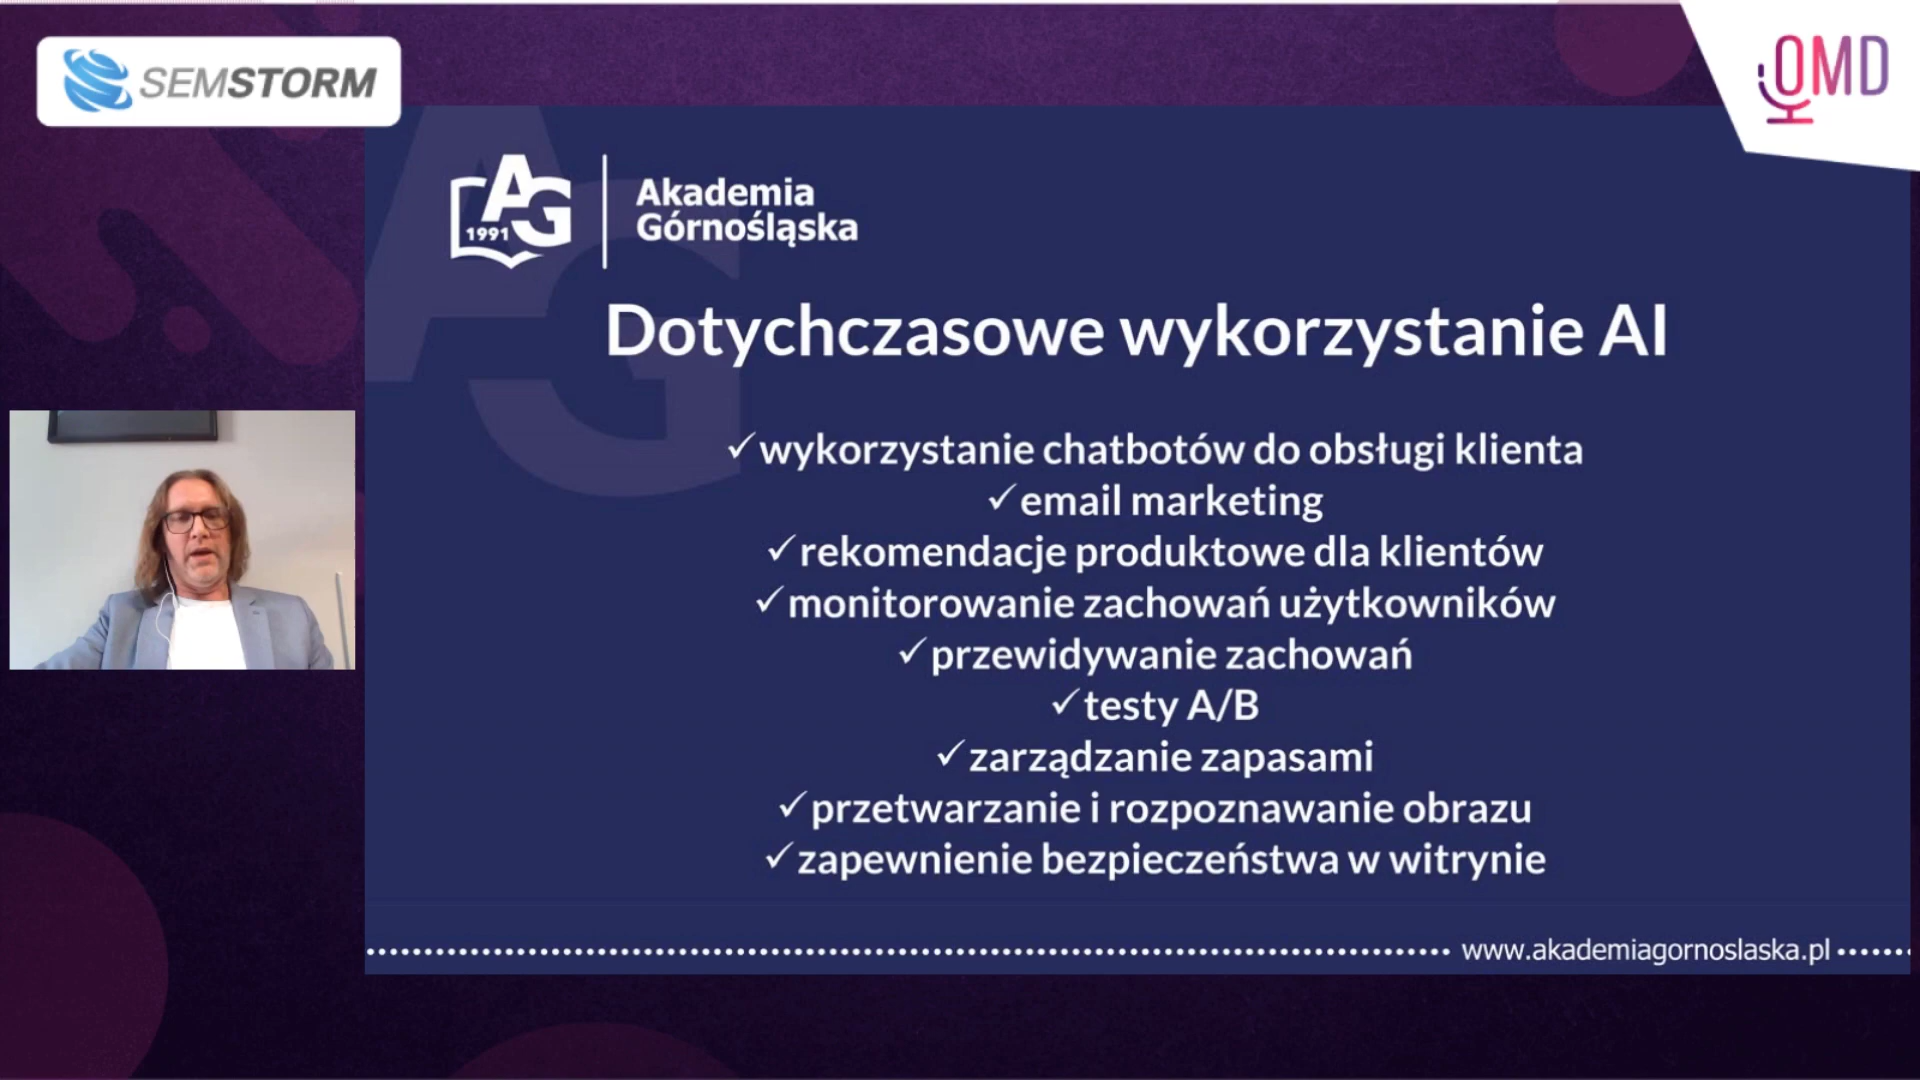 SEMSTORM
OMD
AG
1991
Akademia
Górnośląska
Dotychczasowe wykorzystanie AI
✓wykorzystanie chatbotów do obsługi klienta
✓email marketing
✓rekomendacje produktowe dla klientów
✓monitorowanie zachowań użytkowników
✓przewidywanie zachowań
✓testy A/B
✓zarządzanie zapasami
✓przetwarzanie i rozpoznawanie obrazu
✓zapewnienie bezpieczeństwa w witrynie
www.akademiagornoslaska.pl